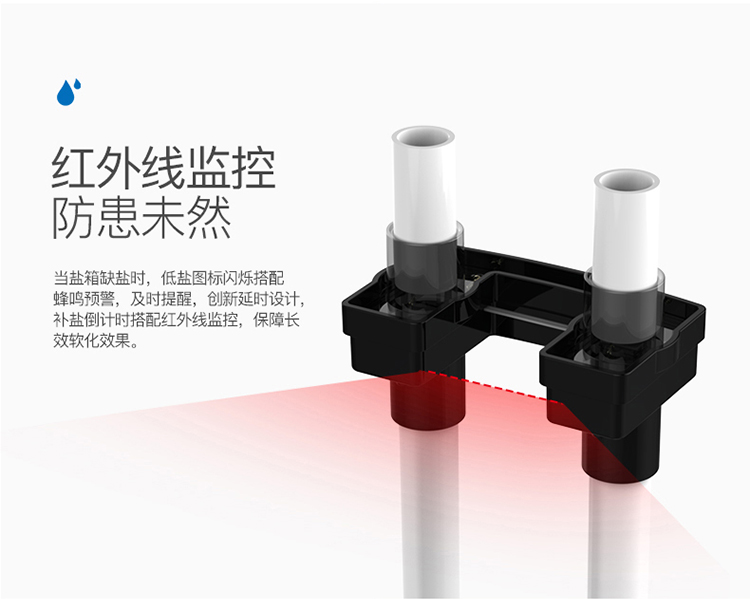 红外线监控
防患未然
当盐箱缺盐时，低盐图标闪烁搭配
蜂鸣预警，及时提醒，创新延时设计，
补盐倒计时搭配红外线监控，保障长
效软化效果。